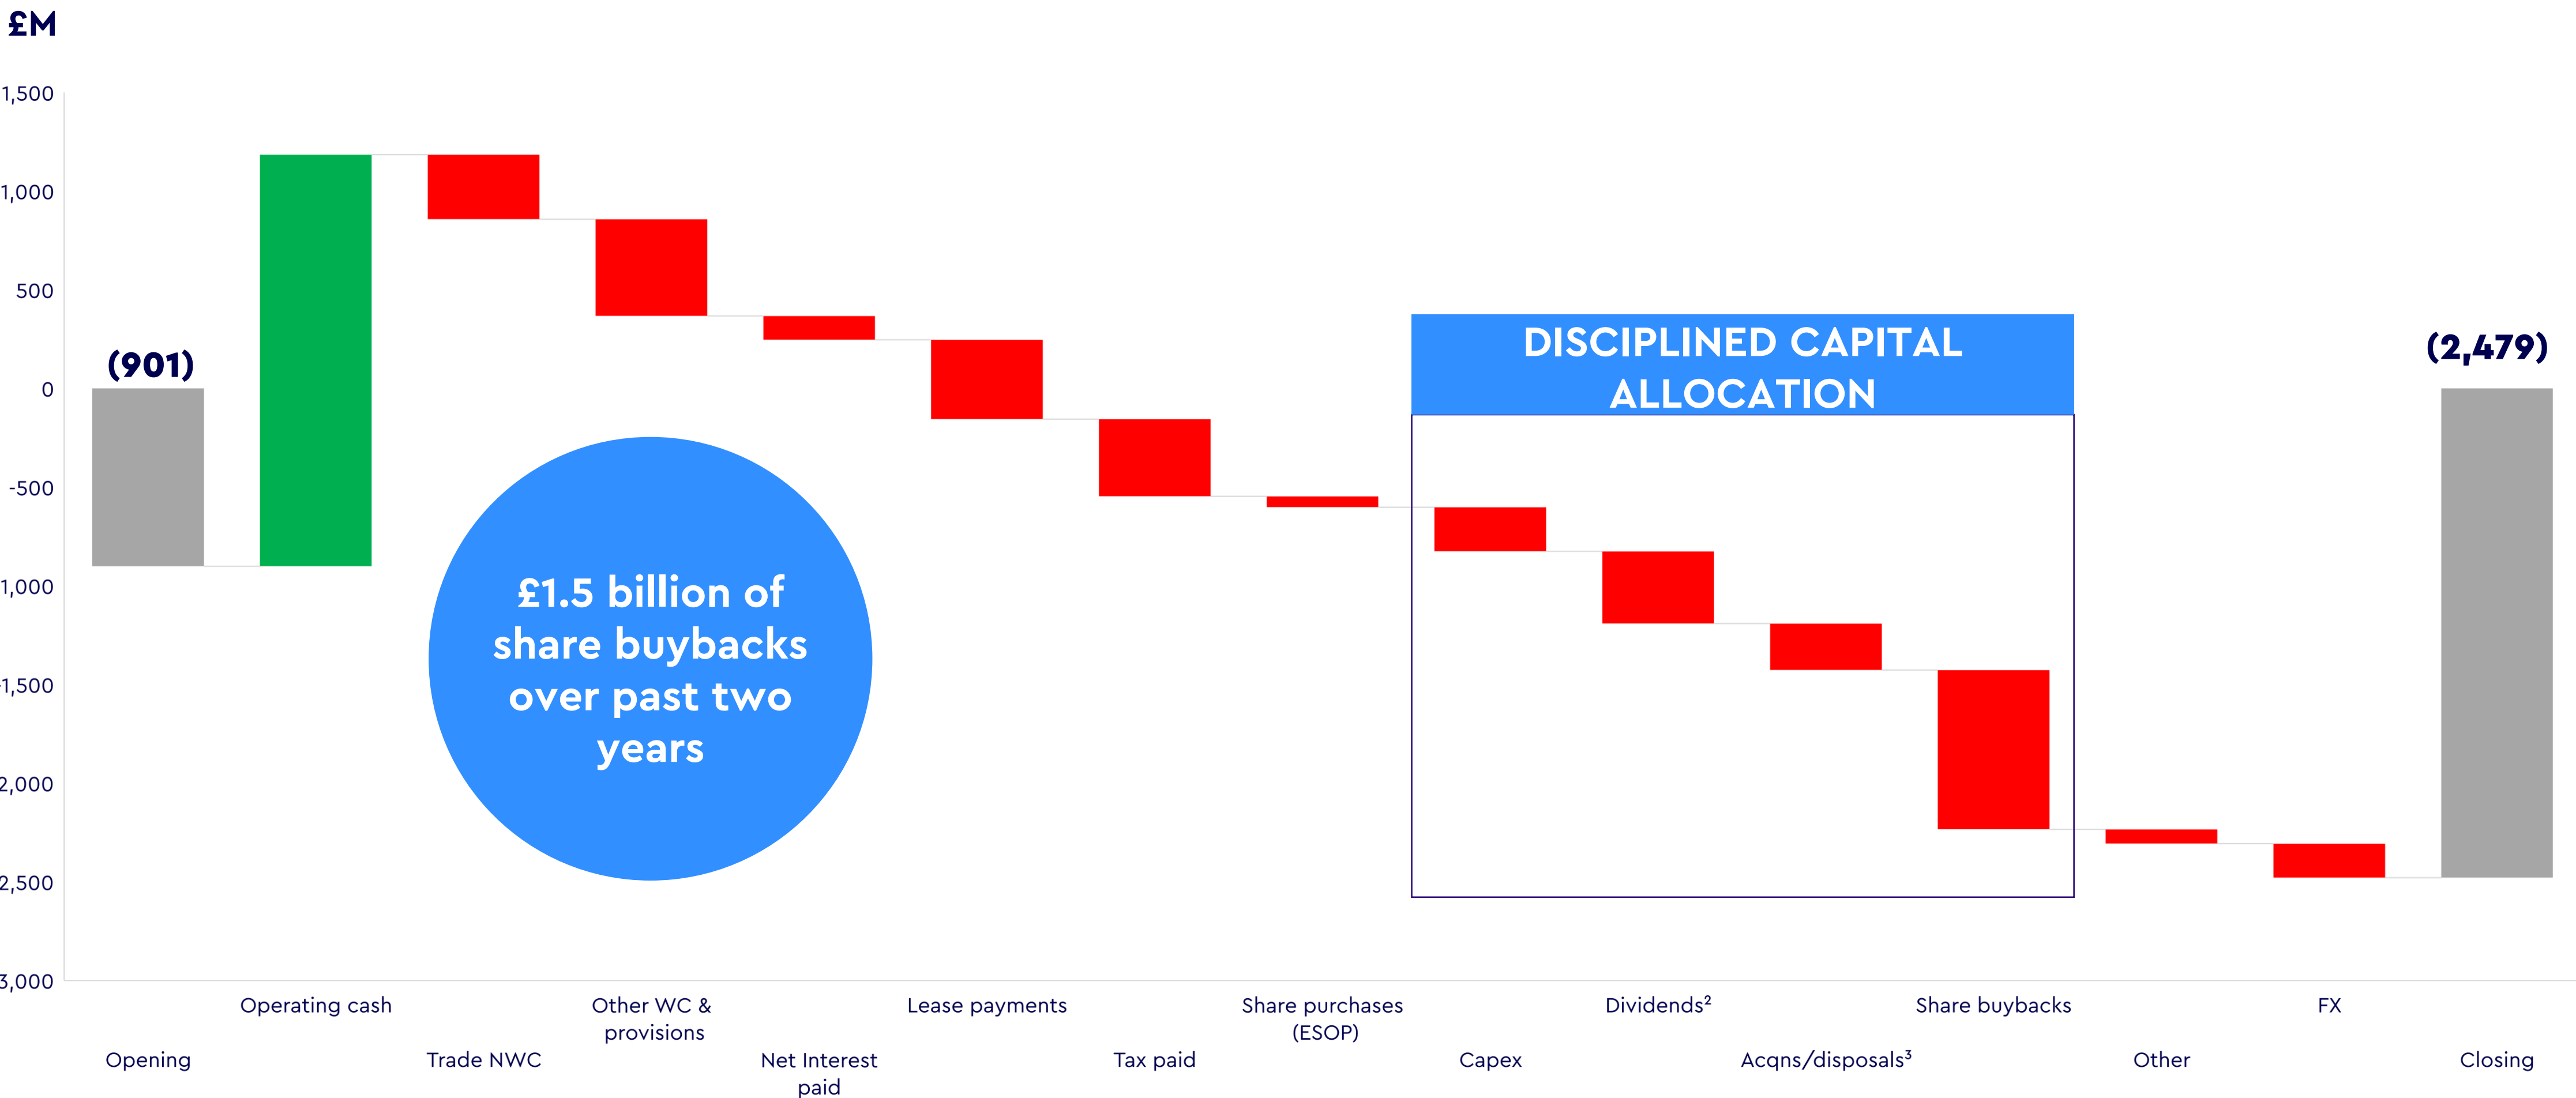 £M
1,500
1,000
500
0
-500
1,000
-1,500
2,000
2,500
3,000
(901)
DISCIPLINED CAPITAL
ALLOCATION
(2,479)
£1.5 billion of
share buybacks
over past two
years
Operating cash
Other WC &
provisions
Lease payments
Share purchases
(ESOP)
Dividends²
Share buybacks
FX
Opening
Trade NWC
Net Interest
paid
Tax paid
Capex
Acqns/disposals³
Other
Closing